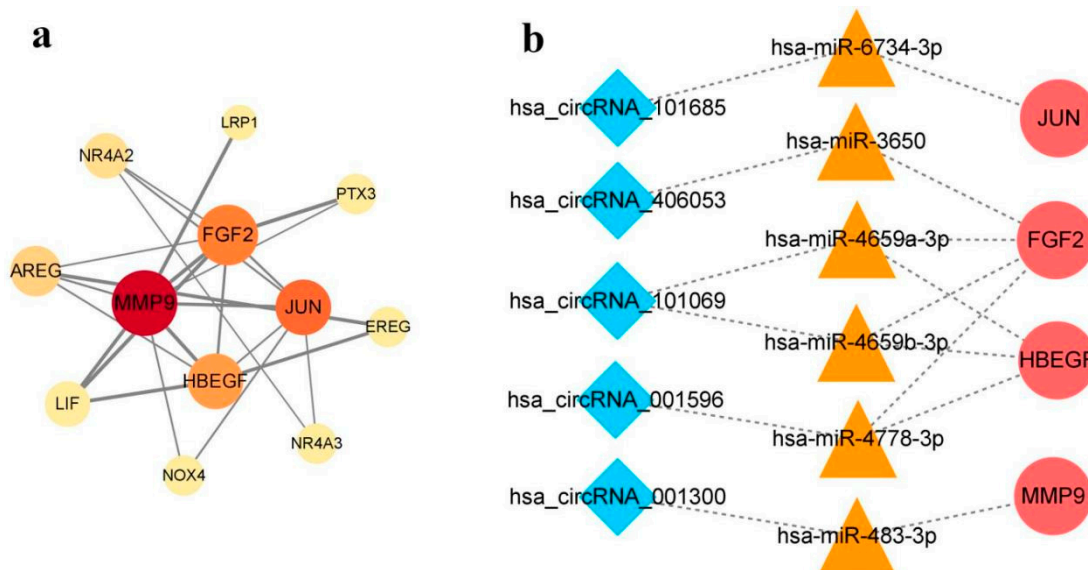 a
LRP1
NR4A2
PTX3
FGF2
AREG
MMP9
JUN
EREG
HBEGF
LIF
NR4A3
NOX4
b
hsa-miR-6734-3p
hsa_circRNA_101685
JUN
hsa-miR-3650
hsa_circRNA_406053
hsa-miR-4659a-3p
FGF2
hsa_circRNA_101069
hsa-miR-4659b-3p
HBEGF
hsa_circRNA_001596
hsa-miR-4778-3p
hsa_circRNA_001300
MMP9
hsa-miR-483-3p